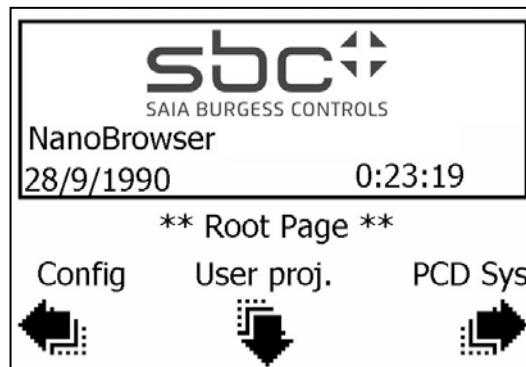 sbc
SAIA BURGESS CONTROLS
NanoBrowser
28/9/1990 0:23:19
** Root Page **
Config User proj. PCD Sys